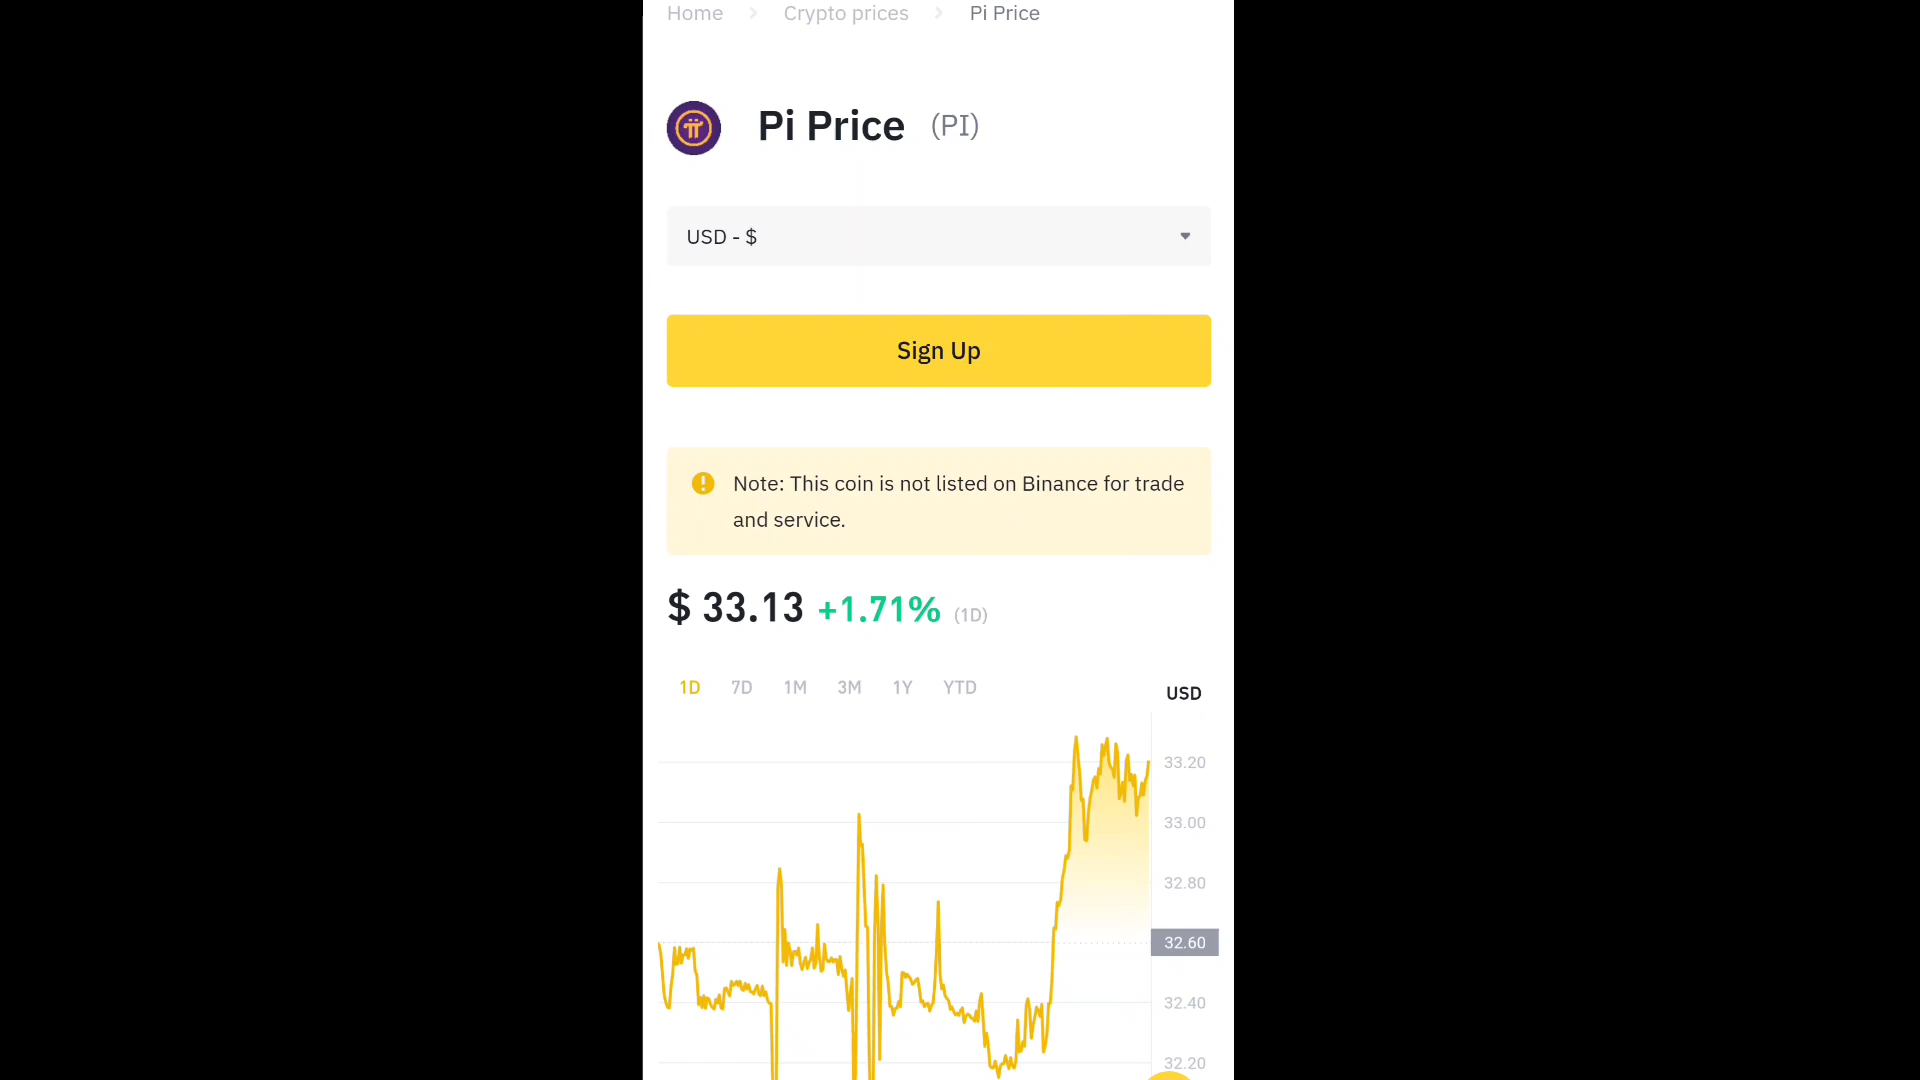 Home > Crypto prices > Pi Price
Pi Price (PI)
USD - $
Sign Up
Note: This coin is not listed on Binance for trade
and service.
$ 33.13 +1.71% (1D)
1D 7D 1M 3M 1Y YTD
USD
33.20
33.00
32.80
32.60
32.40
32.20